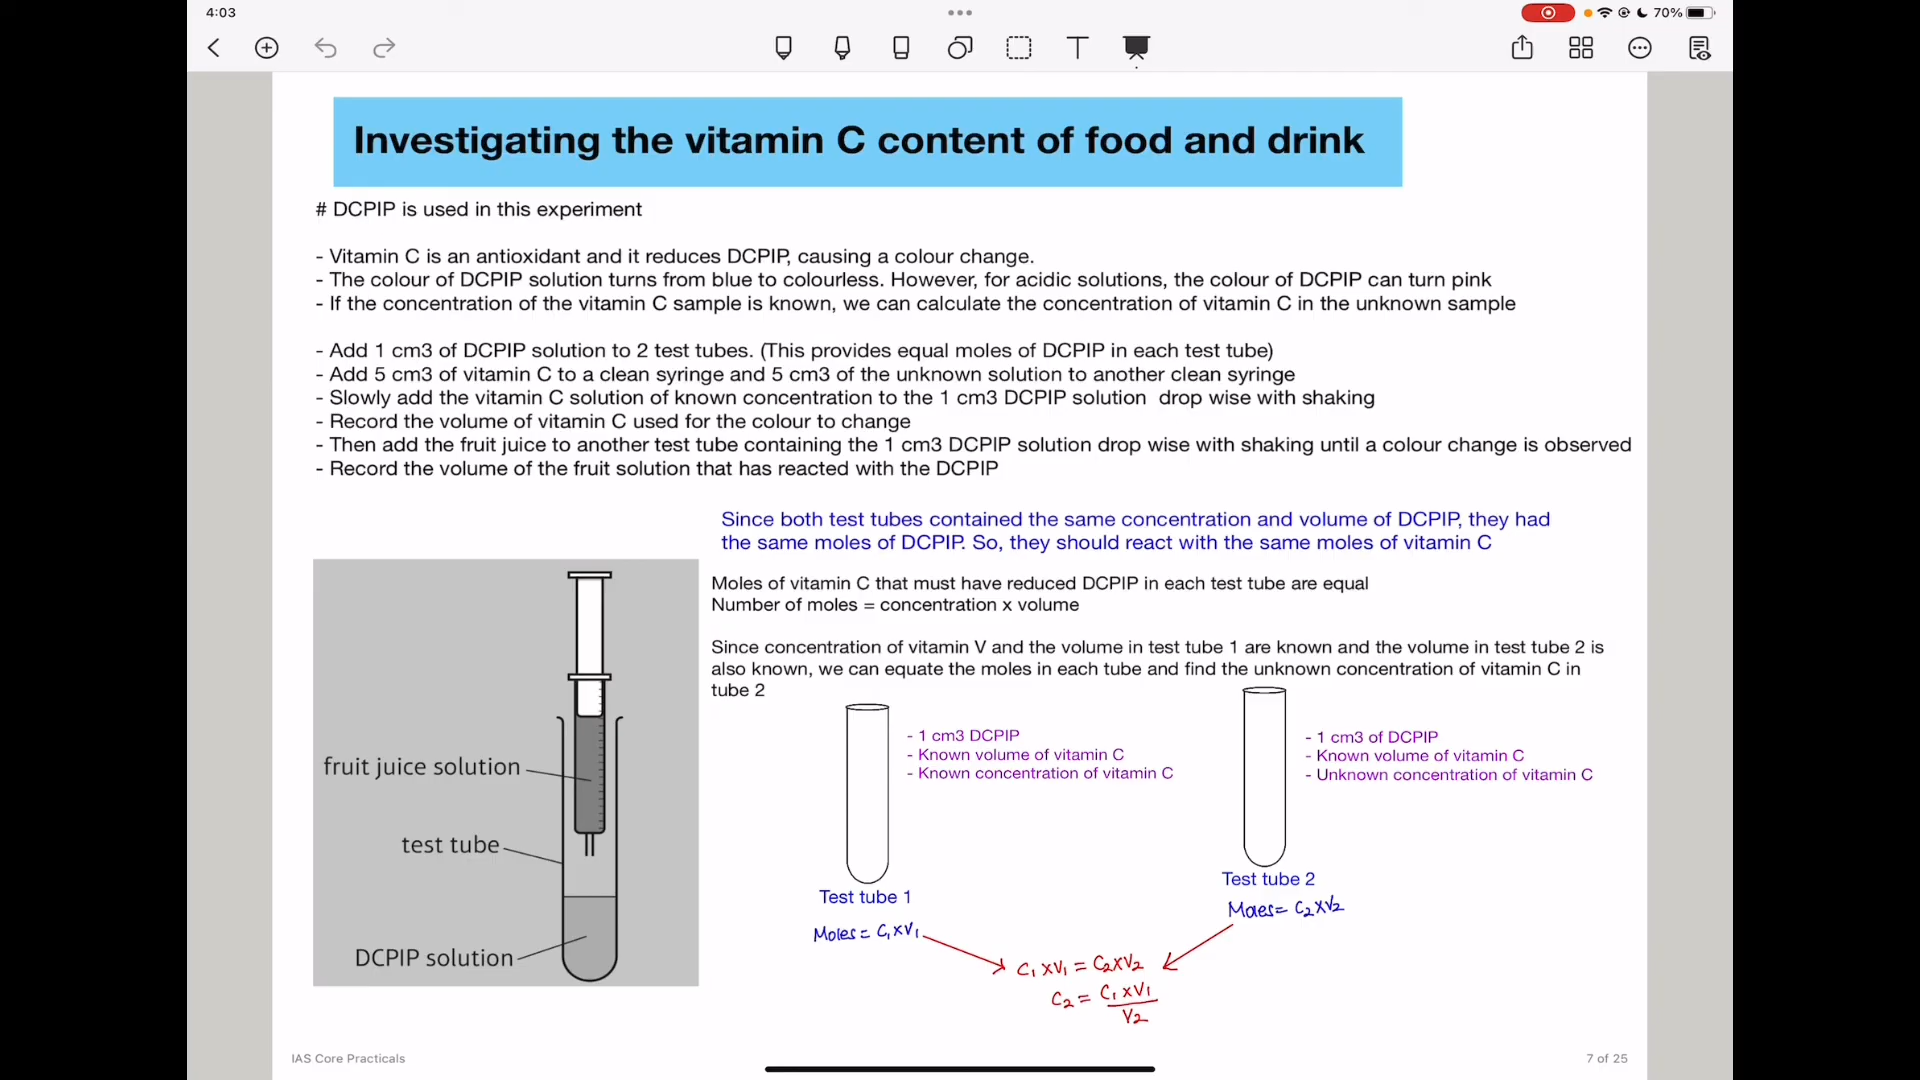 4:03
70%
Investigating the vitamin C content of food and drink
# DCPIP is used in this experiment
- Vitamin C is an antioxidant and it reduces DCPIP, causing a colour change.
- The colour of DCPIP solution turns from blue to colourless. However, for acidic solutions, the colour of DCPIP can turn pink
- If the concentration of the vitamin C sample is known, we can calculate the concentration of vitamin C in the unknown sample
- Add 1 cm3 of DCPIP solution to 2 test tubes. (This provides equal moles of DCPIP in each test tube)
- Add 5 cm3 of vitamin C to a clean syringe and 5 cm3 of the unknown solution to another clean syringe
- Slowly add the vitamin C solution of known concentration to the 1 cm3 DCPIP solution drop wise with shaking
- Record the volume of vitamin C used for the colour to change
- Then add the fruit juice to another test tube containing the 1 cm3 DCPIP solution drop wise with shaking until a colour change is observed
- Record the volume of the fruit solution that has reacted with the DCPIP
Since both test tubes contained the same concentration and volume of DCPIP, they had
the same moles of DCPIP. So, they should react with the same moles of vitamin C
Moles of vitamin C that must have reduced DCPIP in each test tube are equal
Number of moles = concentration x volume
Since concentration of vitamin V and the volume in test tube 1 are known and the volume in test tube 2 is
also known, we can equate the moles in each tube and find the unknown concentration of vitamin C in
tube 2
fruit juice solution
test tube
DCPIP solution
- 1 cm3 DCPIP
- Known volume of vitamin C
- Known concentration of vitamin C
Test tube 1
Moles = C₁ x V₁
- 1 cm3 of DCPIP
- Known volume of vitamin C
- Unknown concentration of vitamin C
Test tube 2
Moles = C₂ x V₂
C₁ x V₁ = C₂ x V₂
C₂ = C₁ x V₁
V₂
IAS Core Practicals
7 of 25